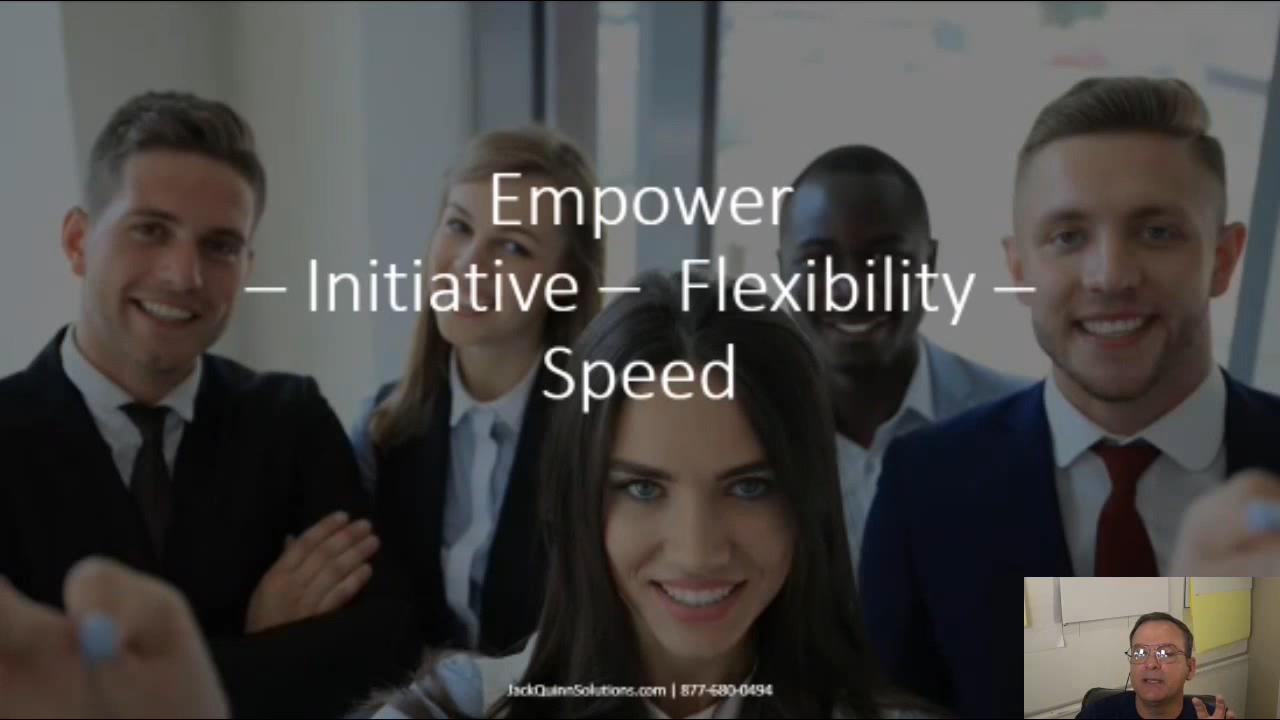 Empower
– Initiative – Flexibility –
Speed
JackQuinnSolutions.com | 877-680-0494